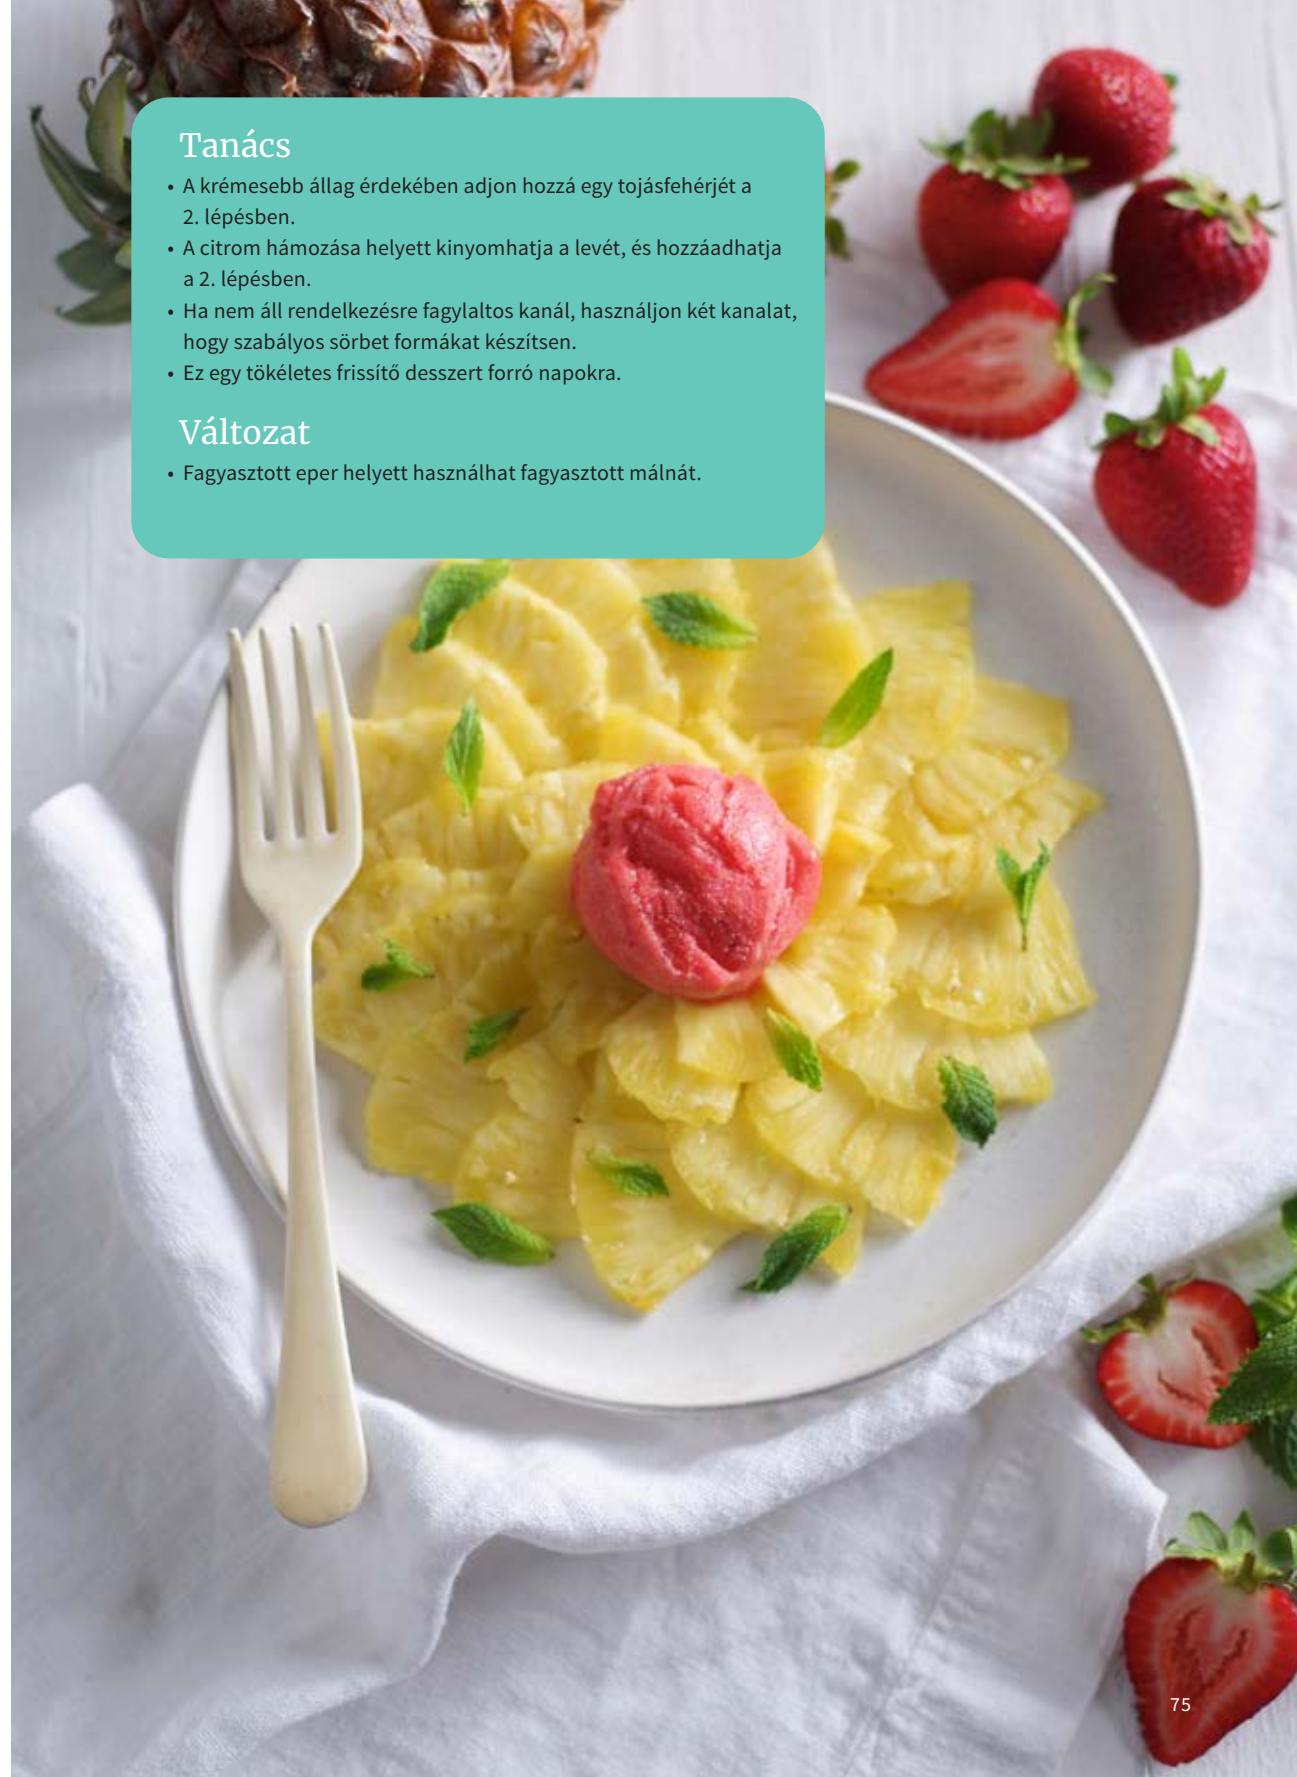 Tanács
• A krémesebb állag érdekében adjon hozzá egy tojásfehérjét a
2. lépésben.
• A citrom hámozása helyett kinyomhatja a levét, és hozzáadhatja
a 2. lépésben.
• Ha nem áll rendelkezésre fagylaltos kanál, használjon két kanalat,
hogy szabályos sörbet formákat készítsen.
• Ez egy tökéletes frissítő desszert forró napokra.
Változat
• Fagyasztott eper helyett használhat fagyasztott málnát.
75